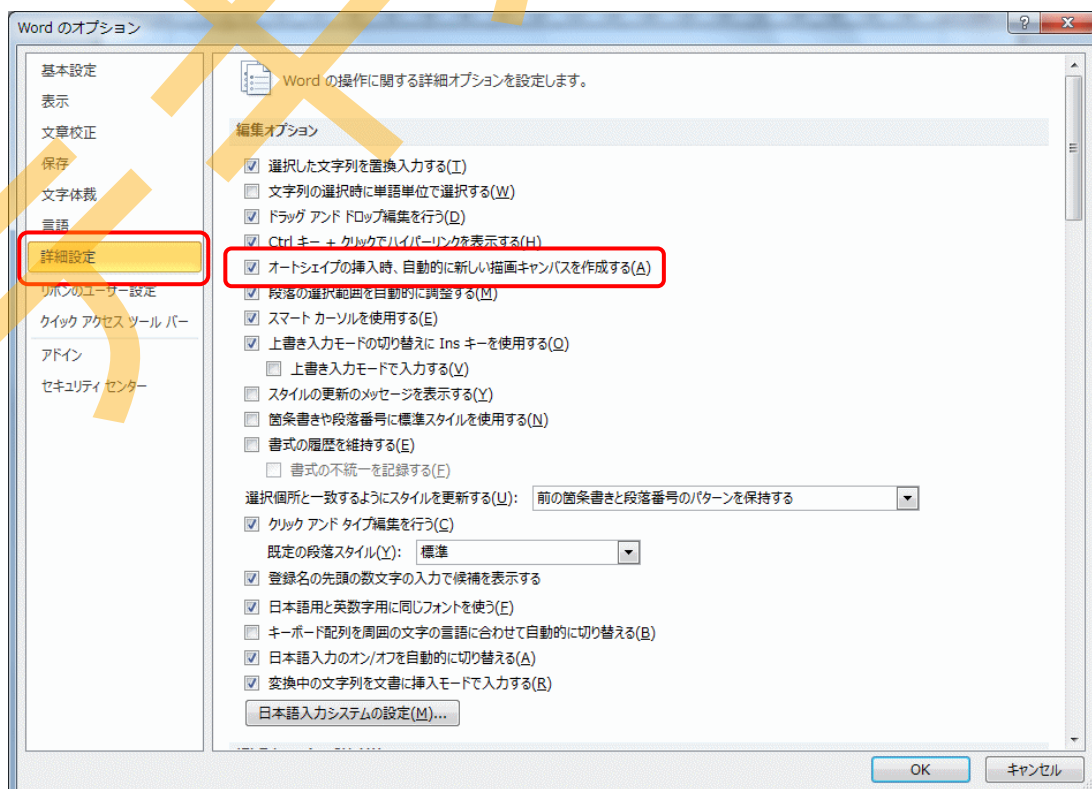 Word のオプション
基本設定
表示
文章校正
保存
文字体裁
言語
詳細設定
リボンのユーザー設定
クイック アクセス ツール バー
アドイン
セキュリティ センター
Word の操作に関する詳細オプションを設定します。
編集オプション
選択した文字列を置換入力する(T)
文字列の選択時に単語単位で選択する(W)
ドラッグ アンド ドロップ編集を行う(D)
Ctrl キー + クリックでハイパーリンクを表示する(H)
オートシェイプの挿入時、自動的に新しい描画キャンバスを作成する(A)
段落の選択範囲を自動的に調整する(M)
スマート カーソルを使用する(E)
上書き入力モードの切り替えに Ins キーを使用する(O)
上書き入力モードで入力する(V)
スタイルの更新のメッセージを表示する(Y)
箇条書きや段落番号に標準スタイルを使用する(N)
書式の履歴を維持する(E)
書式の不統一を記録する(F)
選択個所と一致するようにスタイルを更新する(U): 前の箇条書きと段落番号のパターンを保持する
クリック アンド タイプ編集を行う(C)
既定の段落スタイル(Y): 標準
登録名の先頭の数文字の入力で候補を表示する
日本語用と英数字用に同じフォントを使う(F)
キーボード配列を周囲の文字の言語に合わせて自動的に切り替える(B)
日本語入力のオン/オフを自動的に切り替える(A)
変換中の文字列を文書に挿入モードで入力する(R)
日本語入力システムの設定(M)...
OK キャンセル